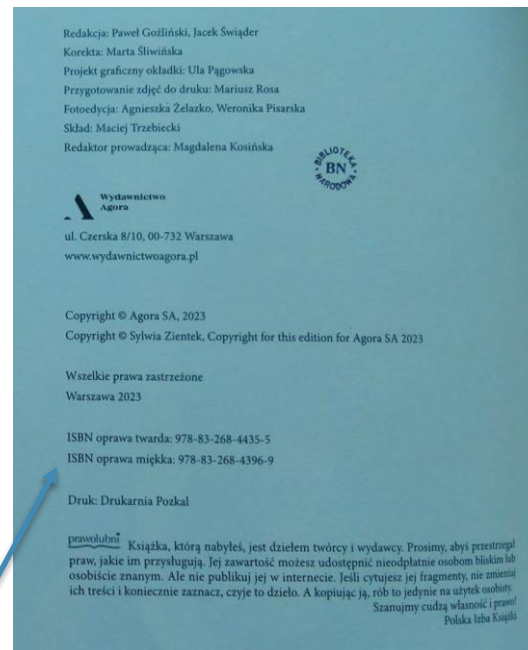 Redakcja: Paweł Goźliński, Jacek Świąder
Korekta: Marta Śliwińska
Projekt graficzny okładki: Ula Pągowska
Przygotowanie zdjęć do druku: Mariusz Rosa
Fotoedycja: Agnieszka Żelazko, Weronika Pisarska
Skład: Maciej Trzebiecki
Redaktor prowadząca: Magdalena Kosińska
BIBLIOTEKA
BN
NARODOWA
Wydawnictwo
Agora
ul. Czerska 8/10, 00-732 Warszawa
www.wydawnictwoagora.pl
Copyright © Agora SA, 2023
Copyright © Sylwia Zientek, Copyright for this edition for Agora SA 2023
Wszelkie prawa zastrzeżone
Warszawa 2023
ISBN oprawa twarda: 978-83-268-4435-5
ISBN oprawa miękka: 978-83-268-4396-9
Druk: Drukarnia Pozkal
prawolubni Książka, którą nabyłeś, jest dziełem twórcy i wydawcy. Prosimy, abyś przestrzegał
praw, jakie im przysługują. Jej zawartość możesz udostępnić nieodpłatnie osobom bliskim lub
osobiście znanym. Ale nie publikuj jej w internecie. Jeśli cytujesz jej fragmenty, nie zmieniaj
ich treści i koniecznie zaznacz, czyje to dzieło. A kopiując ją, rób to jedynie na użytek osobisty.
Szanujmy cudzą własność i prawo!
Polska Izba Książki